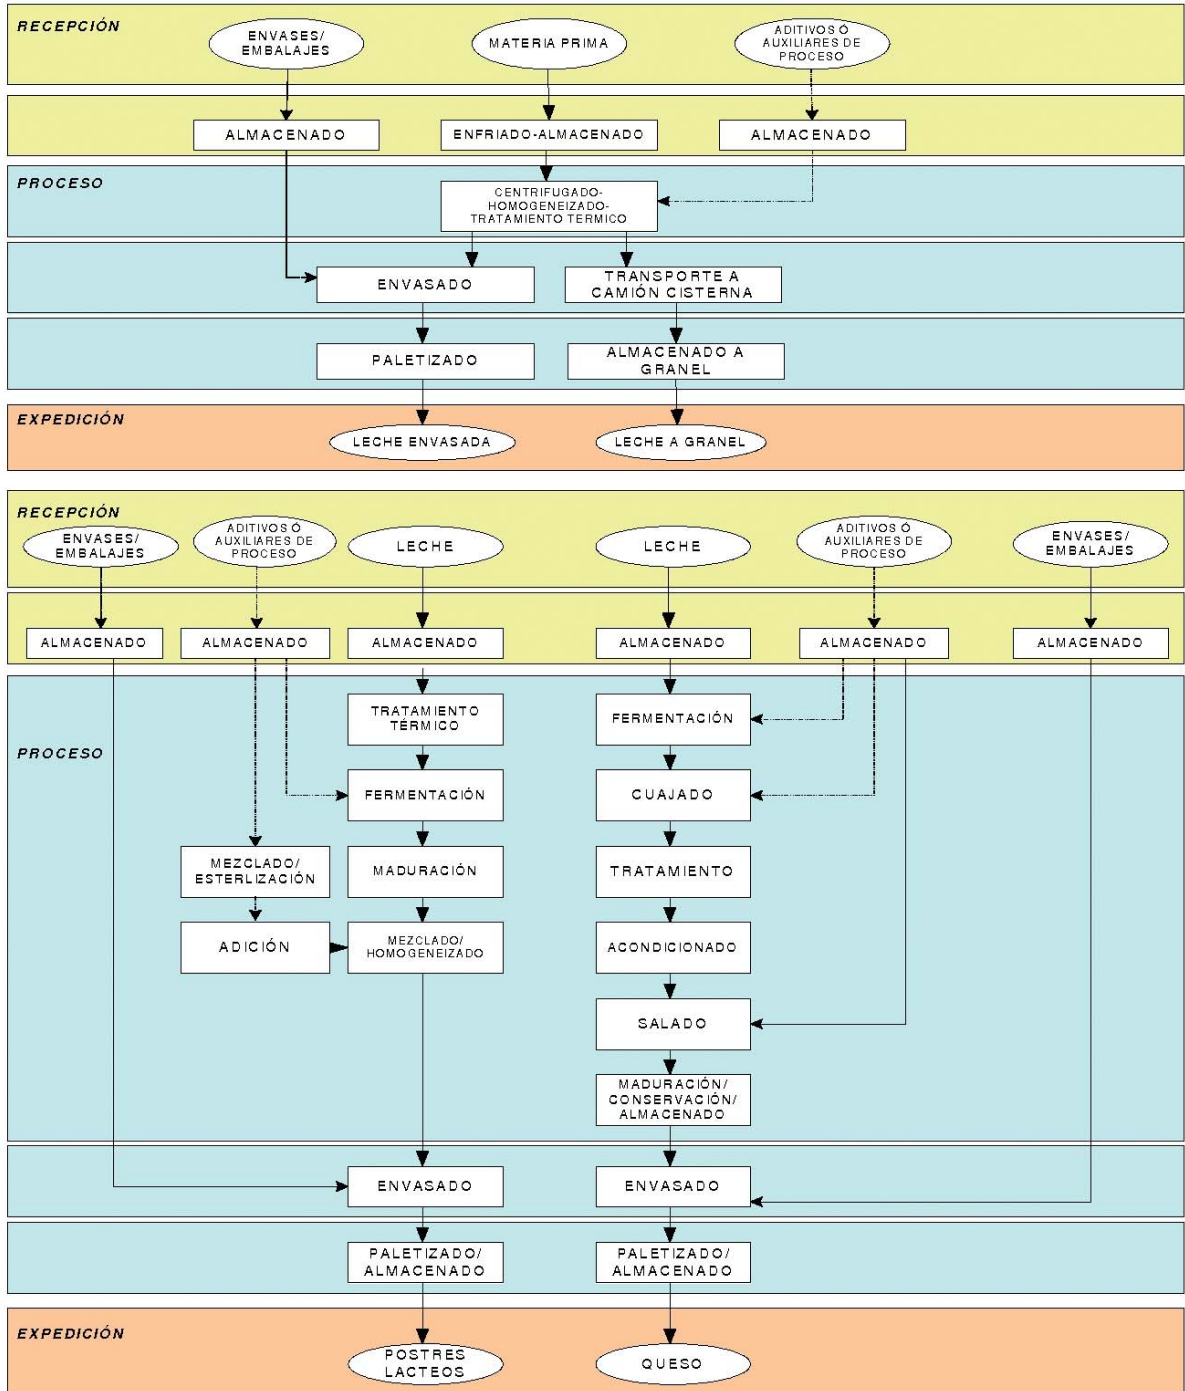 RECEPCIÓN
ENVASES/
EMBALAJES
MATERIA PRIMA
ADITIVOS Ó
AUXILIARES DE
PROCESO
ALMACENADO
ENFRIADO-ALMACENADO
ALMACENADO
PROCESO
CENTRIFUGADO-
HOMOGENEIZADO-
TRATAMIENTO TERMICO
ENVASADO
TRANSPORTE A
CAMIÓN CISTERNA
PALETIZADO
ALMACENADO A
GRANEL
EXPEDICIÓN
LECHE ENVASADA
LECHE A GRANEL
RECEPCIÓN
ENVASES/
EMBALAJES
ADITIVOS Ó
AUXILIARES DE
PROCESO
LECHE
LECHE
ADITIVOS Ó
AUXILIARES DE
PROCESO
ENVASES/
EMBALAJES
ALMACENADO
ALMACENADO
ALMACENADO
ALMACENADO
ALMACENADO
ALMACENADO
PROCESO
TRATAMIENTO
TÉRMICO
FERMENTACIÓN
FERMENTACIÓN
CUAJADO
MEZCLADO/
ESTERLIZACIÓN
MADURACIÓN
TRATAMIENTO
ADICIÓN
MEZCLADO/
HOMOGENEIZADO
ACONDICIONADO
SALADO
MADURACIÓN/
CONSERVACIÓN/
ALMACENADO
ENVASADO
ENVASADO
PALETIZADO/
ALMACENADO
PALETIZADO/
ALMACENADO
EXPEDICIÓN
POSTRES
LACTEOS
QUESO